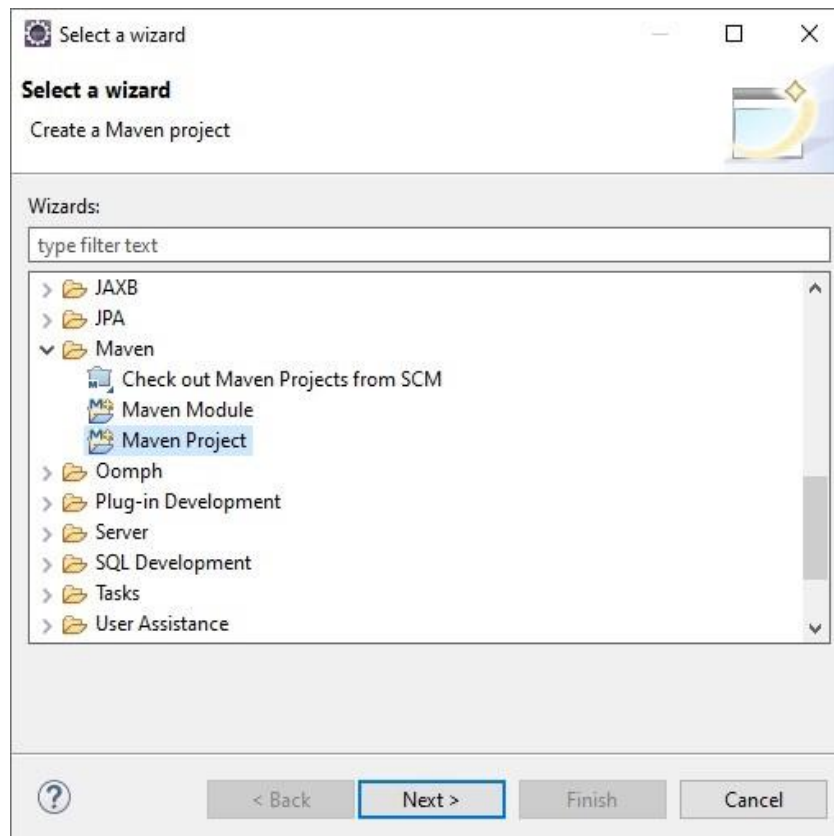 Select a wizard
Select a wizard
Create a Maven project
Wizards:
type filter text
JAXB
JPA
Maven
Check out Maven Projects from SCM
Maven Module
Maven Project
Oomph
Plug-in Development
Server
SQL Development
Tasks
User Assistance
? < Back Next > Finish Cancel